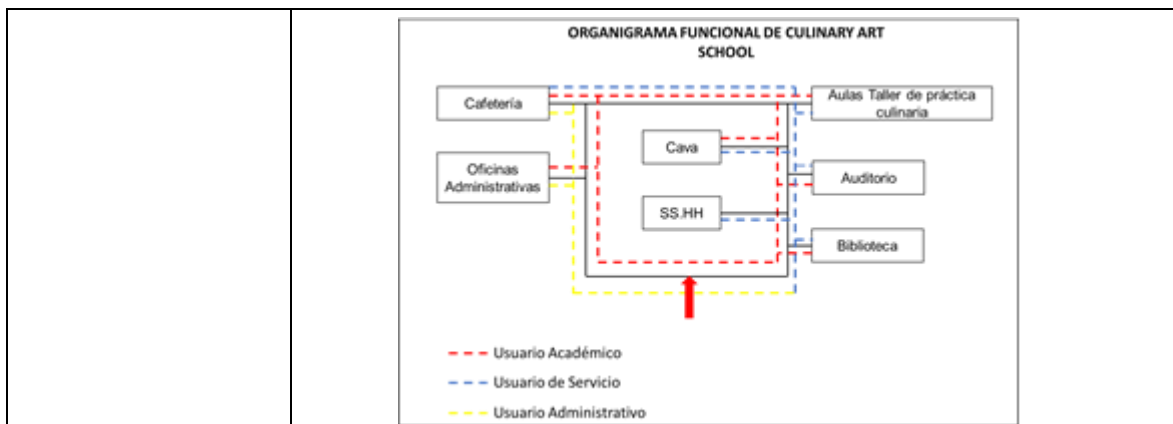 ORGANIGRAMA FUNCIONAL DE CULINARY ART
SCHOOL
Cafetería
Aulas Taller de práctica
culinaria
Cava
Oficinas
Administrativas
Auditorio
SS.HH
Biblioteca
Usuario Académico
Usuario de Servicio
Usuario Administrativo